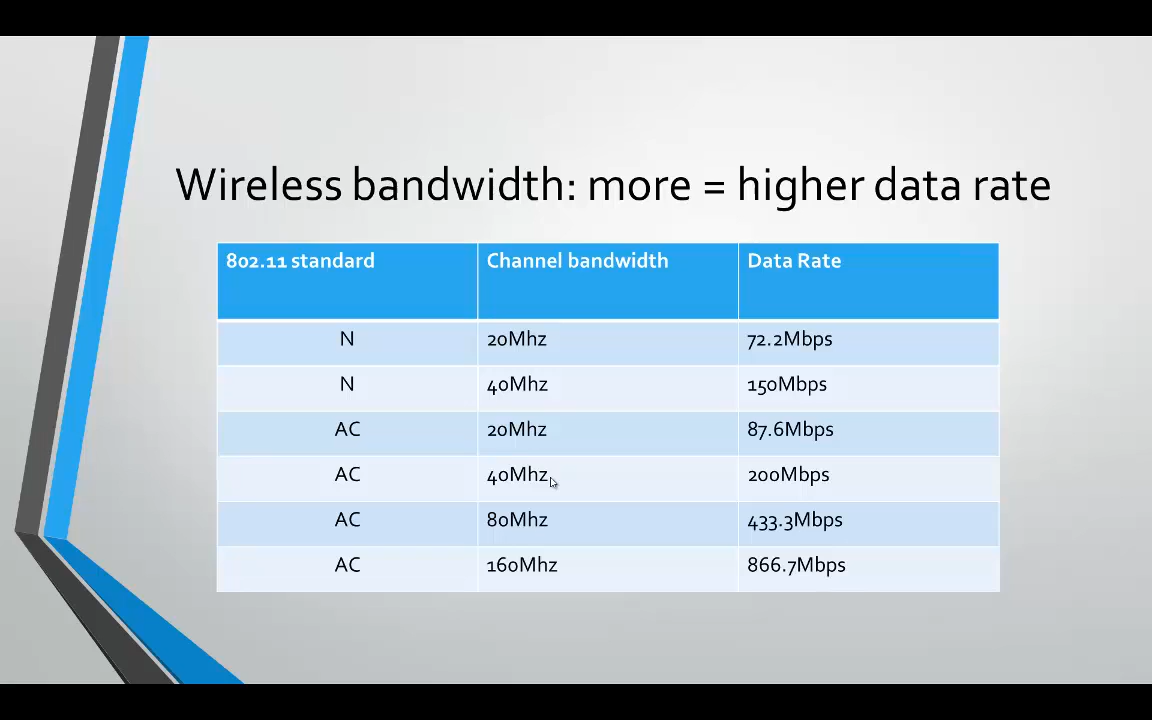 Wireless bandwidth: more = higher data rate
802.11 standard Channel bandwidth Data Rate
N 20Mhz 72.2Mbps
N 40Mhz 150Mbps
AC 20Mhz 87.6Mbps
AC 40Mhz 200Mbps
AC 80Mhz 433.3Mbps
AC 160Mhz 866.7Mbps